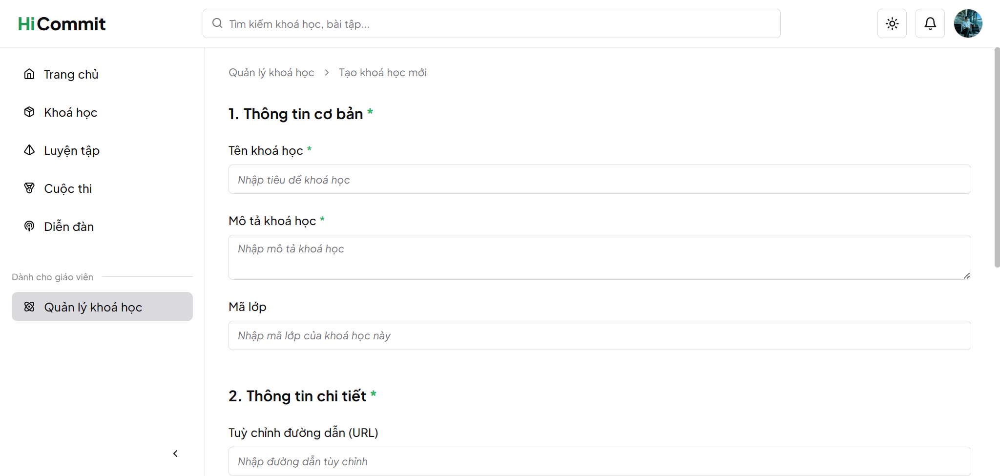 HiCommit
Tìm kiếm khoá học, bài tập...
Trang chủ
Khoá học
Luyện tập
Cuộc thi
Diễn đàn
Dành cho giáo viên
Quản lý khoá học
Quản lý khoá học > Tạo khoá học mới
1. Thông tin cơ bản *
Tên khoá học *
Nhập tiêu đề khoá học
Mô tả khoá học *
Nhập mô tả khoá học
Mã lớp
Nhập mã lớp của khoá học này
2. Thông tin chi tiết *
Tuỳ chỉnh đường dẫn (URL)
Nhập đường dẫn tùy chỉnh